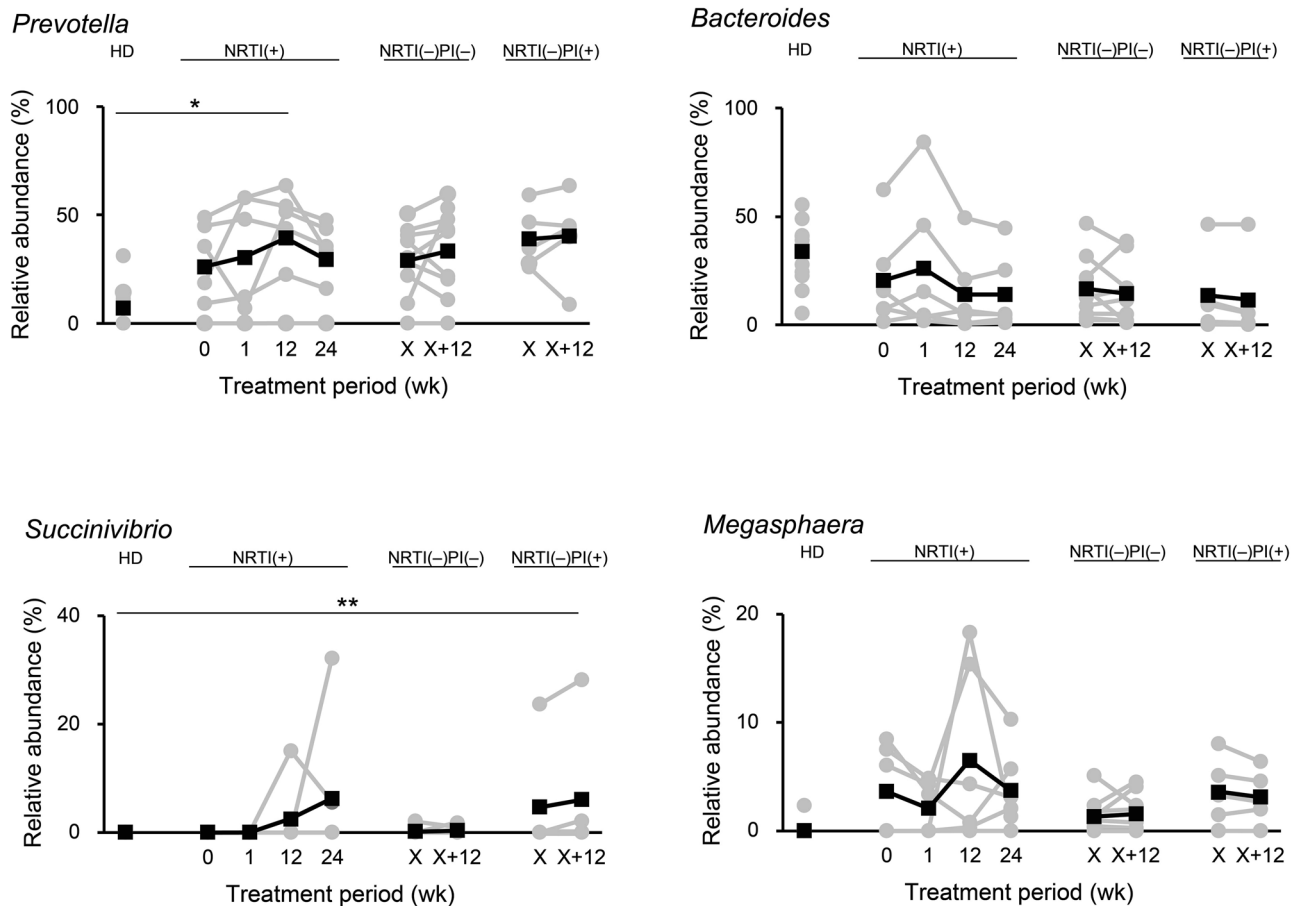 Prevotella
HD NRTI(+) NRTI(–)PI(–) NRTI(–)PI(+)
*
Relative abundance (%)
100
50
0
0 1 12 24 X X+12 X X+12
Treatment period (wk)
Bacteroides
HD NRTI(+) NRTI(–)PI(–) NRTI(–)PI(+)
Relative abundance (%)
100
50
0
0 1 12 24 X X+12 X X+12
Treatment period (wk)
Succinivibrio
HD NRTI(+) NRTI(–)PI(–) NRTI(–)PI(+)
**
Relative abundance (%)
40
20
0
0 1 12 24 X X+12 X X+12
Treatment period (wk)
Megasphaera
HD NRTI(+) NRTI(–)PI(–) NRTI(–)PI(+)
Relative abundance (%)
20
10
0
0 1 12 24 X X+12 X X+12
Treatment period (wk)